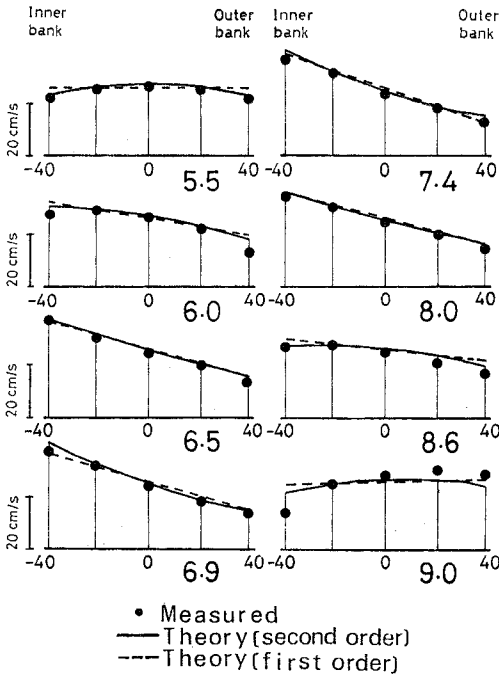 Inner bank
Outer bank
Inner bank
Outer bank
20 cm/s
-40 0 40
5.5
-40 0 40
7.4
20 cm/s
-40 0 40
6.0
-40 0 40
8.0
20 cm/s
-40 0 40
6.5
-40 0 40
8.6
20 cm/s
-40 0 40
6.9
-40 0 40
9.0
Measured
Theory(second order)
Theory(first order)